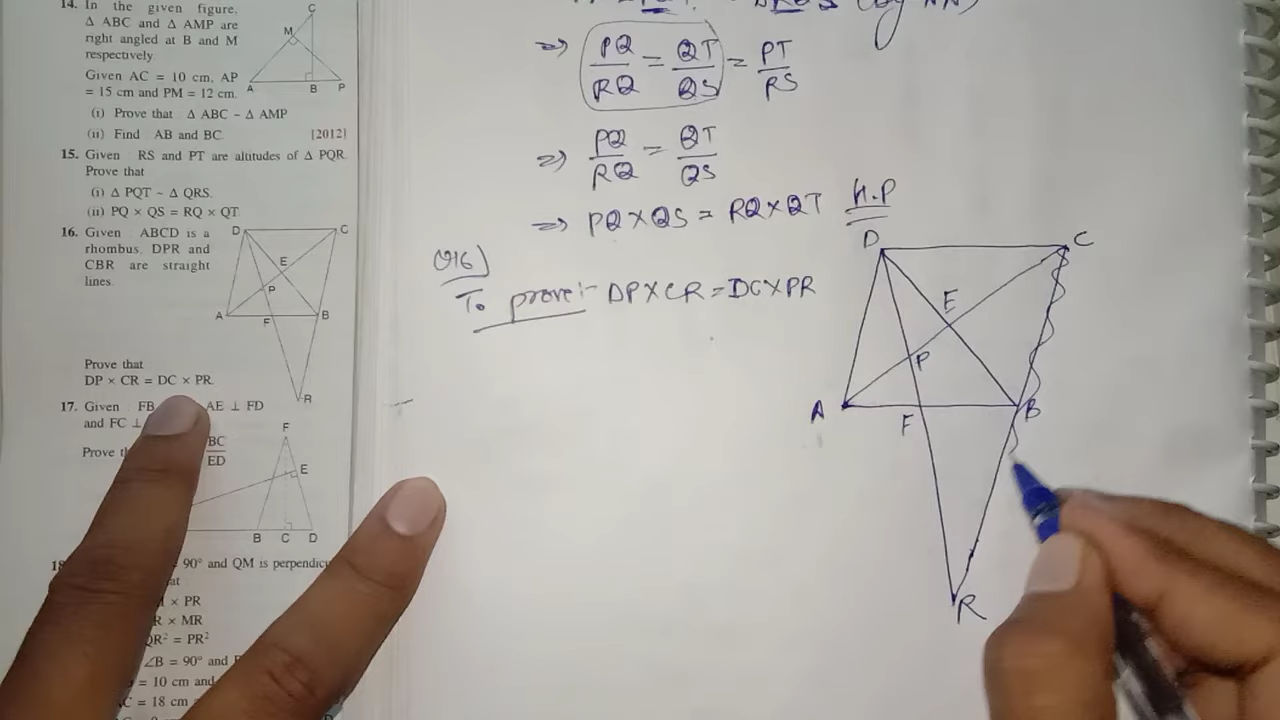 14. In the given figure,
Δ ABC and Δ AMP are
right angled at B and M
respectively
Given AC = 10 cm, AP
= 15 cm and PM = 12 cm.
(i) Prove that Δ ABC ~ Δ AMP
(ii) Find AB and BC [2012]
C
M
A B P
15. Given RS and PT are altitudes of Δ PQR.
Prove that
(i) Δ PQT ~ Δ QRS.
(ii) PQ × QS = RQ × QT
16. Given ABCD is a
rhombus, DPR and
CBR are straight
lines.
D C
E
P
A F B
R
Prove that
DP × CR = DC × PR.
17. Given FB AE ⊥ FD
and FC ⊥
Prove
BC
ED
F
E
B C D
18
90° and QM is perpendic
at
× PR
R × MR
QR² = PR²
∠B = 90° and
= 10 cm and
C = 18 cm
⇒ PQ/RQ = QT/QS = PT/RS
⇒ PQ/RQ = QT/QS
⇒ PQ×QS = RQ×QT H.P
Q16)
To prove:- DP×CR=DC×PR
D C
E
P
A F B
R